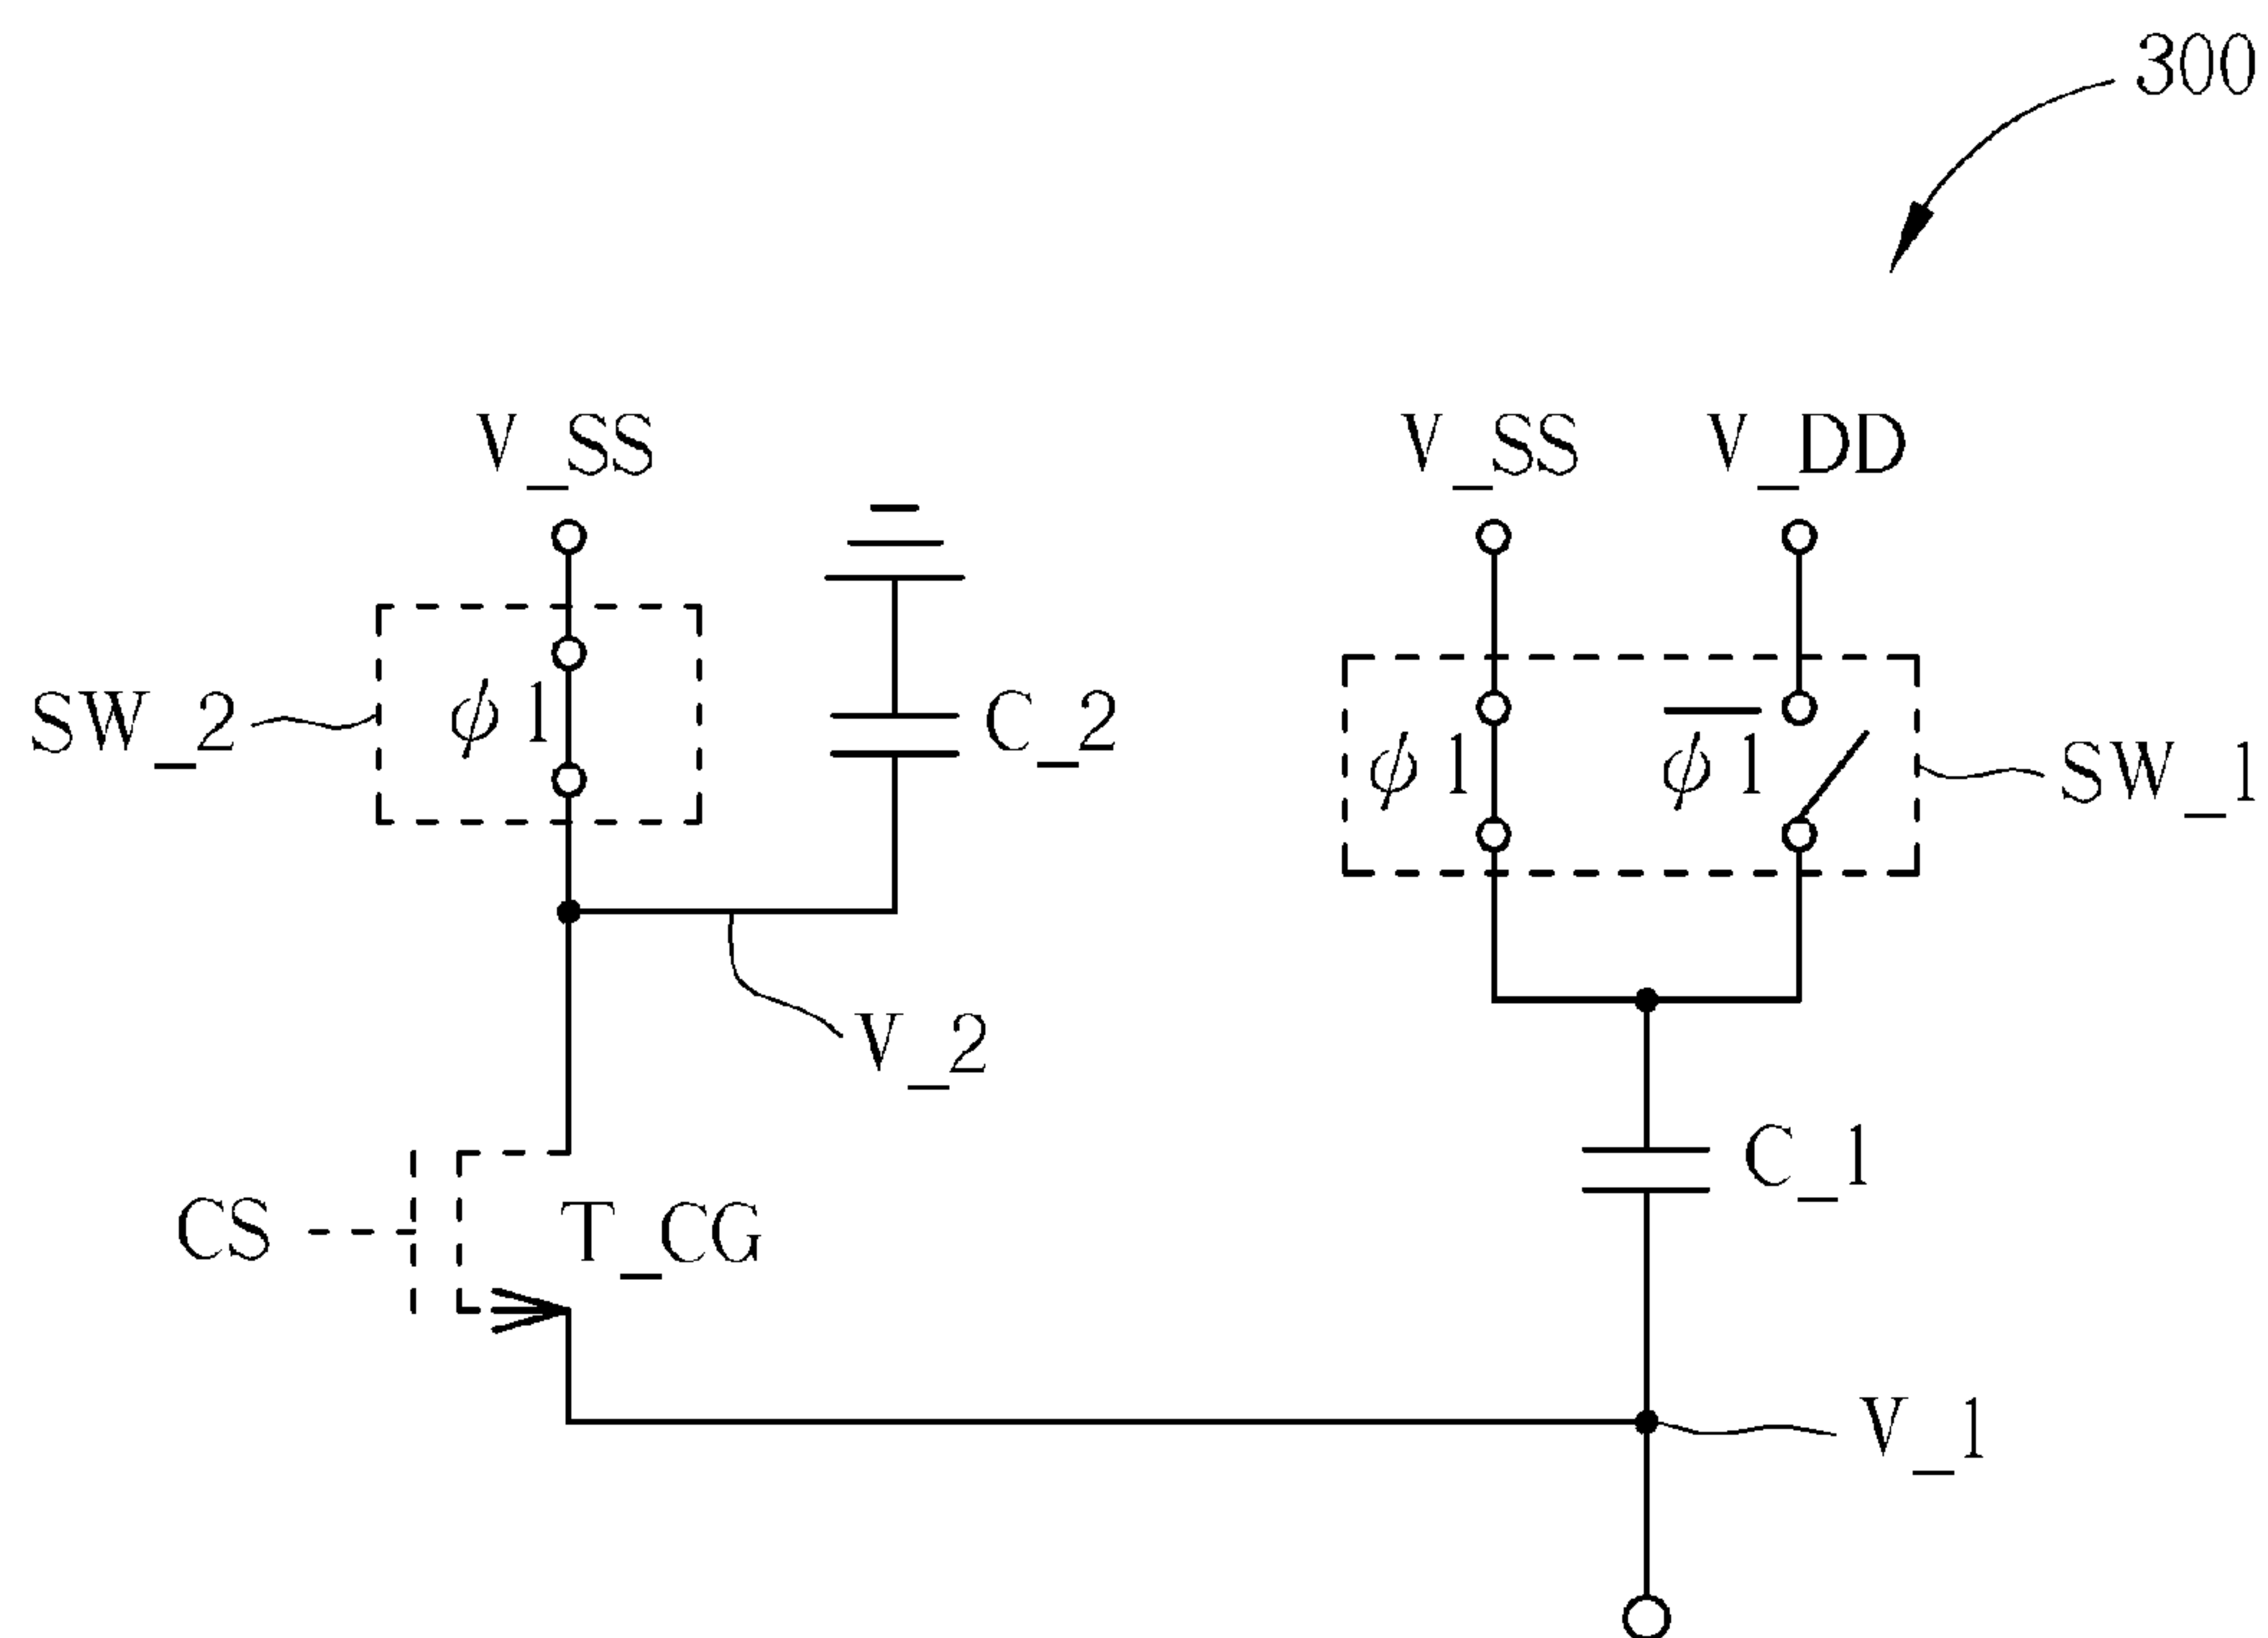 300
V_SS
V_SS
V_DD
SW_2
ϕ1
C_2
ϕ1
ϕ1̅
SW_1
V_2
C_1
CS
T_CG
V_1